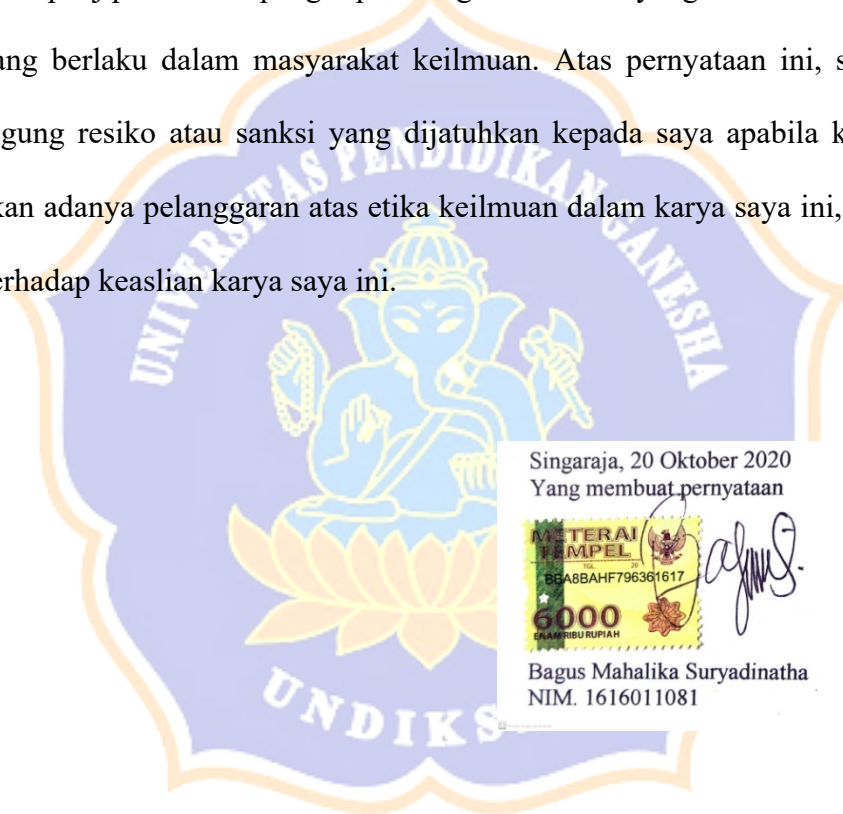 ang berlaku dalam masyarakat keilmuan. Atas pernyataan ini, s
gung resiko atau sanksi yang dijatuhkan kepada saya apabila k
kan adanya pelanggaran atas etika keilmuan dalam karya saya ini,
erhadap keaslian karya saya ini.
UNIVERSITAS PENDIDIKAN GANESHA
Singaraja, 20 Oktober 2020
Yang membuat pernyataan
METERAI
TEMPEL
TGL 20
BBA8BAHF796361617
6000
ENAM RIBU RUPIAH
Bagus Mahalika Suryadinatha
NIM. 1616011081
UNDIKS